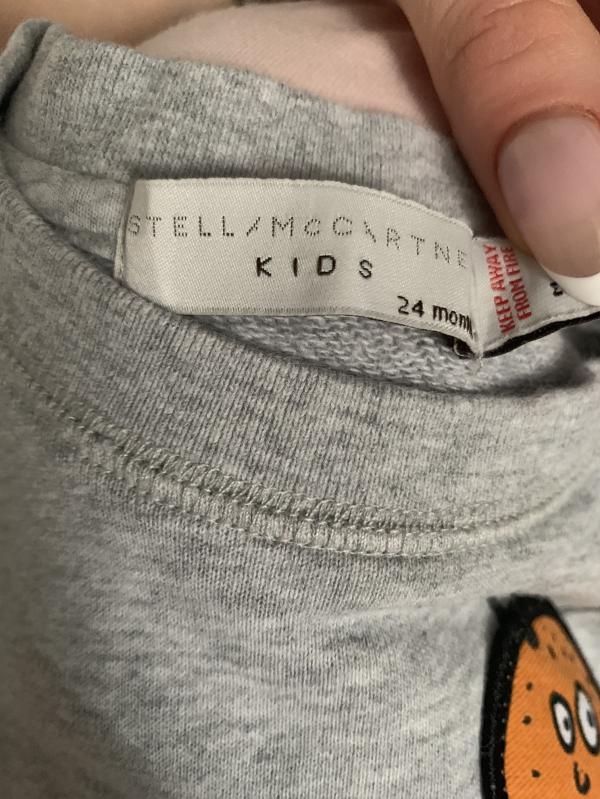 STELLA McCARTNE
KIDS
24 mon
KEEP AWAY
FROM FIRE